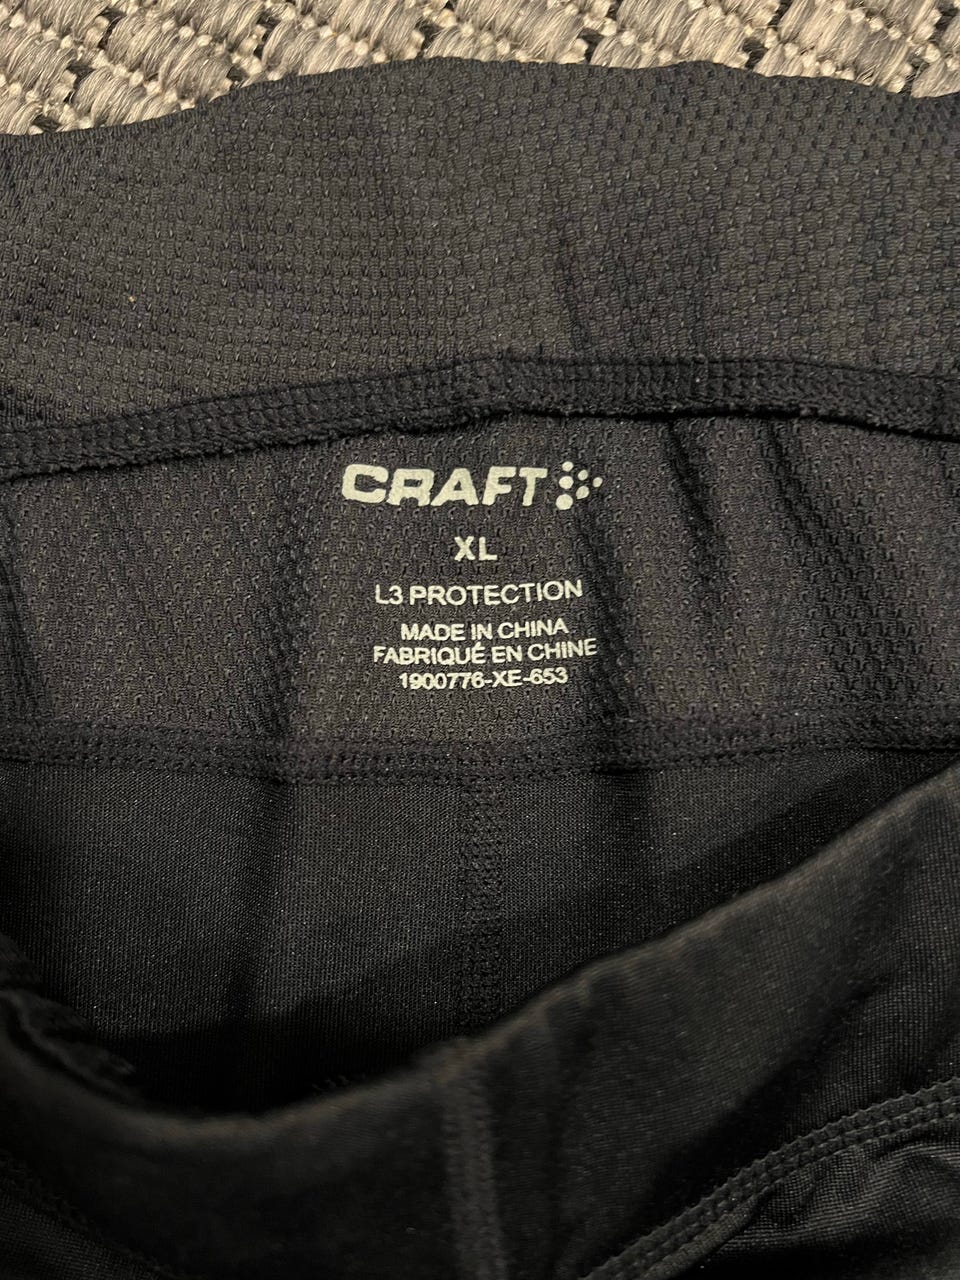 CRAFT
XL
L3 PROTECTION
MADE IN CHINA
FABRIQUÉ EN CHINE
1900776-XE-653